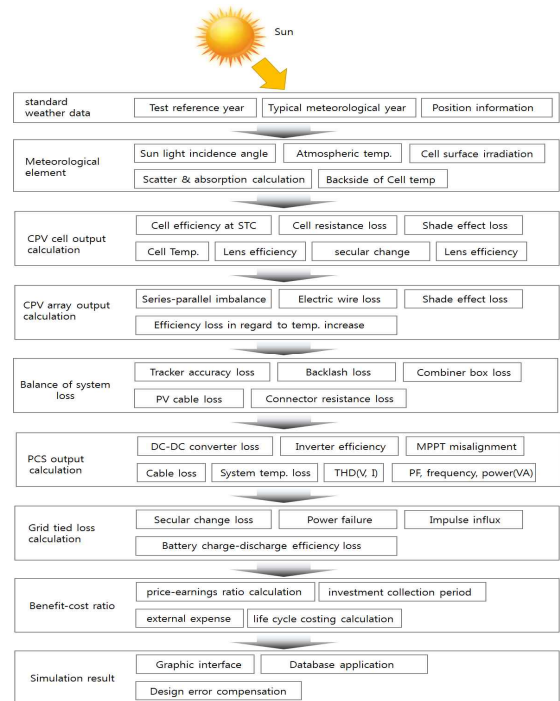 Sun
standard
weather data
Test reference year
Typical meteorological year
Position information
Meteorological
element
Sun light incidence angle
Atmospheric temp.
Cell surface irradiation
Scatter & absorption calculation
Backside of Cell temp
CPV cell output
calculation
Cell efficiency at STC
Cell resistance loss
Shade effect loss
Cell Temp.
Lens efficiency
secular change
Lens efficiency
CPV array output
calculation
Series-parallel imbalance
Electric wire loss
Shade effect loss
Efficiency loss in regard to temp. increase
Balance of system
loss
Tracker accuracy loss
Backlash loss
Combiner box loss
PV cable loss
Connector resistance loss
PCS output
calculation
DC-DC converter loss
Inverter efficiency
MPPT misalignment
Cable loss
System temp. loss
THD(V, I)
PF, frequency, power(VA)
Grid tied loss
calculation
Secular change loss
Power failure
Impulse influx
Battery charge-discharge efficiency loss
Benefit-cost ratio
price-earnings ratio calculation
investment collection period
external expense
life cycle costing calculation
Simulation result
Graphic interface
Database application
Design error compensation